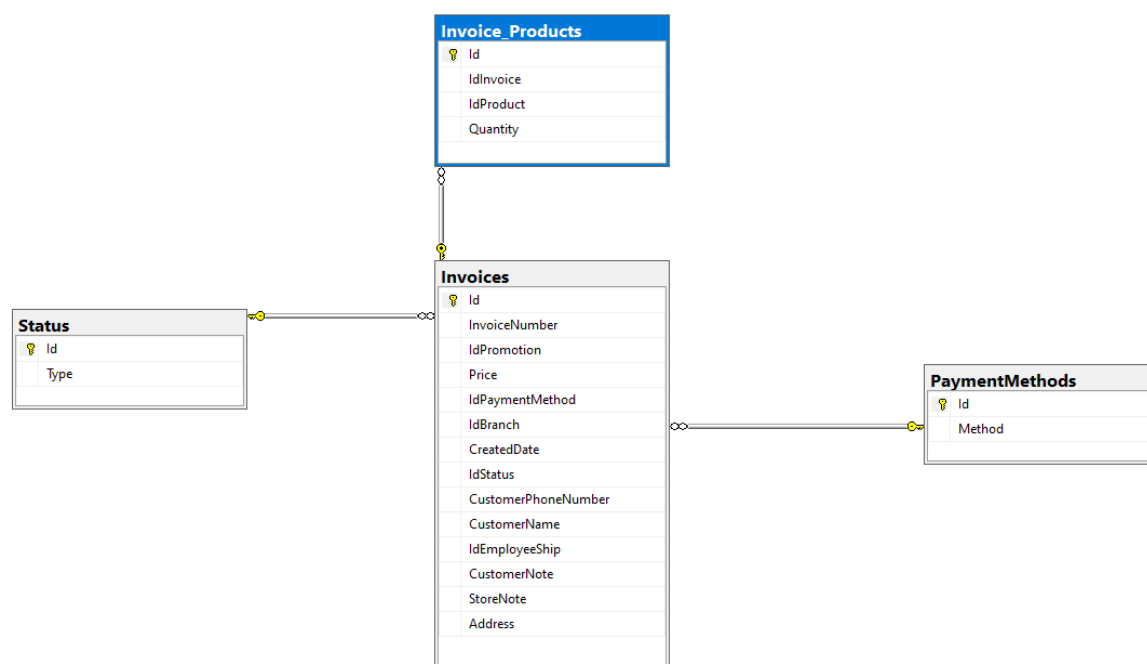 Invoice_Products
Id
IdInvoice
IdProduct
Quantity
Invoices
Id
InvoiceNumber
IdPromotion
Price
IdPaymentMethod
IdBranch
CreatedDate
IdStatus
CustomerPhoneNumber
CustomerName
IdEmployeeShip
CustomerNote
StoreNote
Address
Status
Id
Type
PaymentMethods
Id
Method